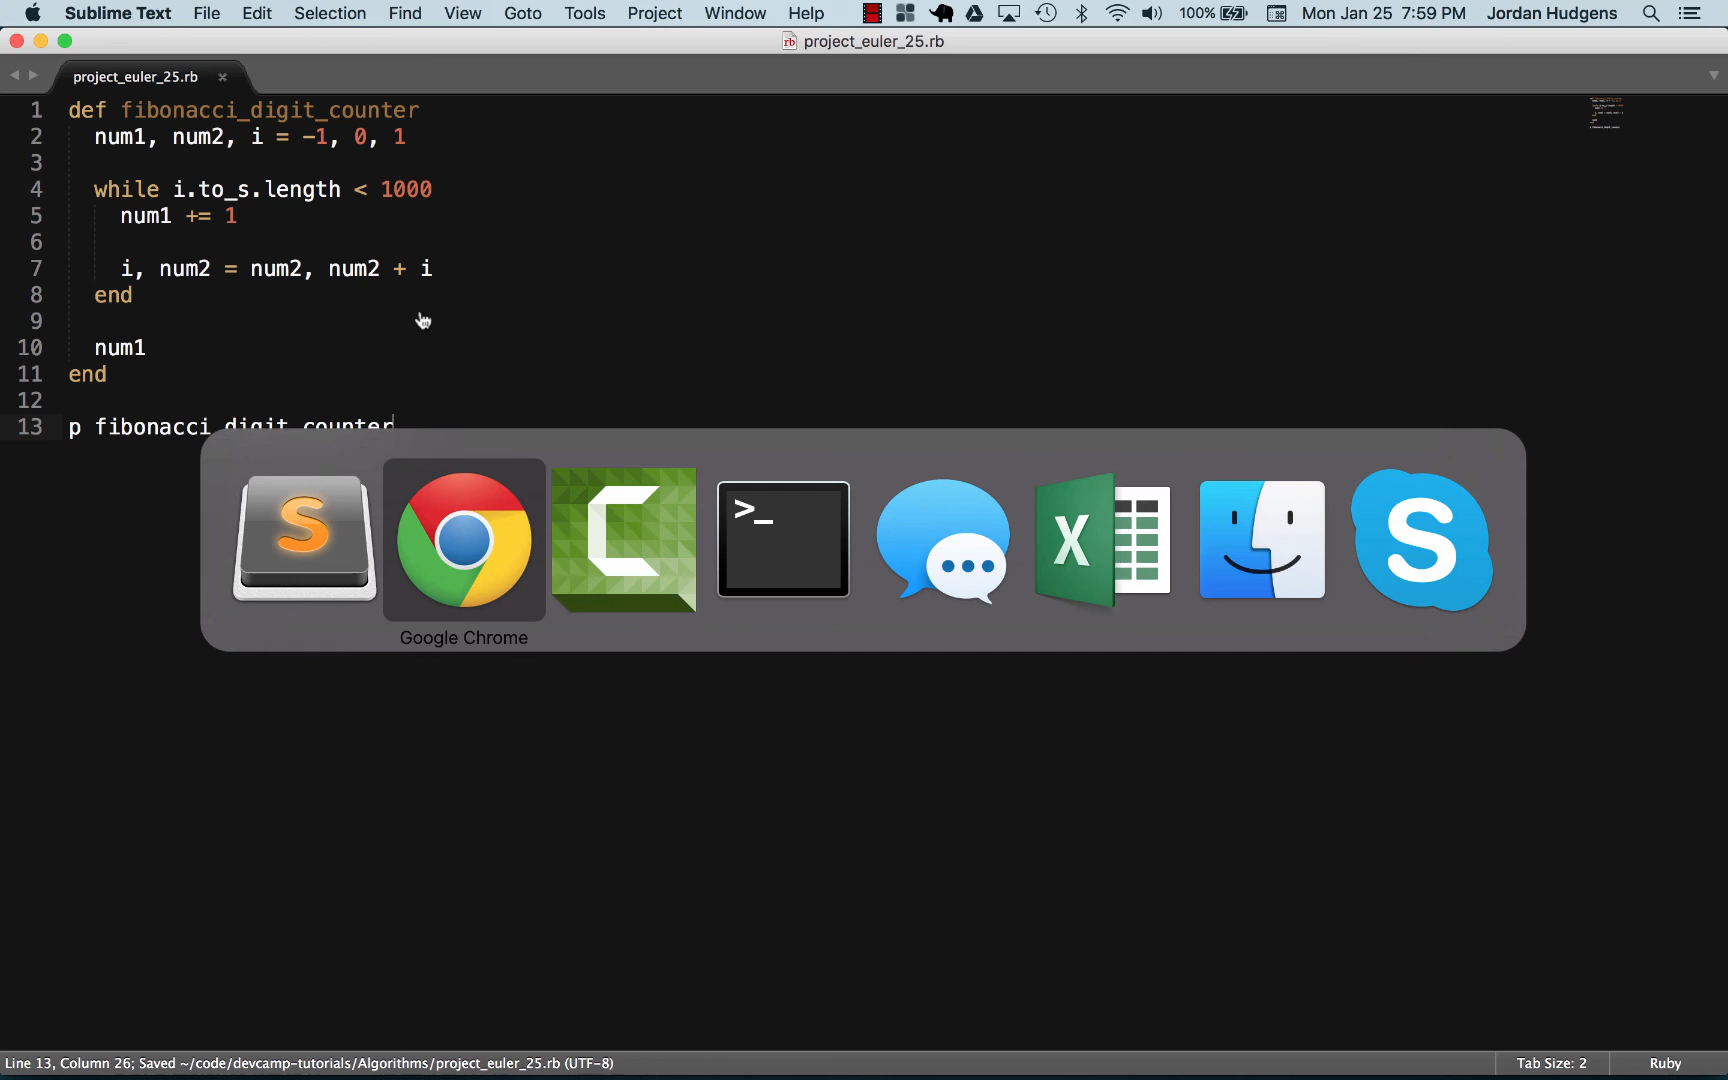 Sublime Text File Edit Selection Find View Goto Tools Project Window Help 100% Mon Jan 25 7:59 PM Jordan Hudgens
rb project_euler_25.rb
project_euler_25.rb ×
1 def fibonacci_digit_counter
2 num1, num2, i = -1, 0, 1
3
4 while i.to_s.length < 1000
5 num1 += 1
6
7 i, num2 = num2, num2 + i
8 end
9
10 num1
11 end
12
13 p fibonacci_digit_counter
S C >_ X S
Google Chrome
Line 13, Column 26; Saved ~/code/devcamp-tutorials/Algorithms/project_euler_25.rb (UTF-8) Tab Size: 2 Ruby